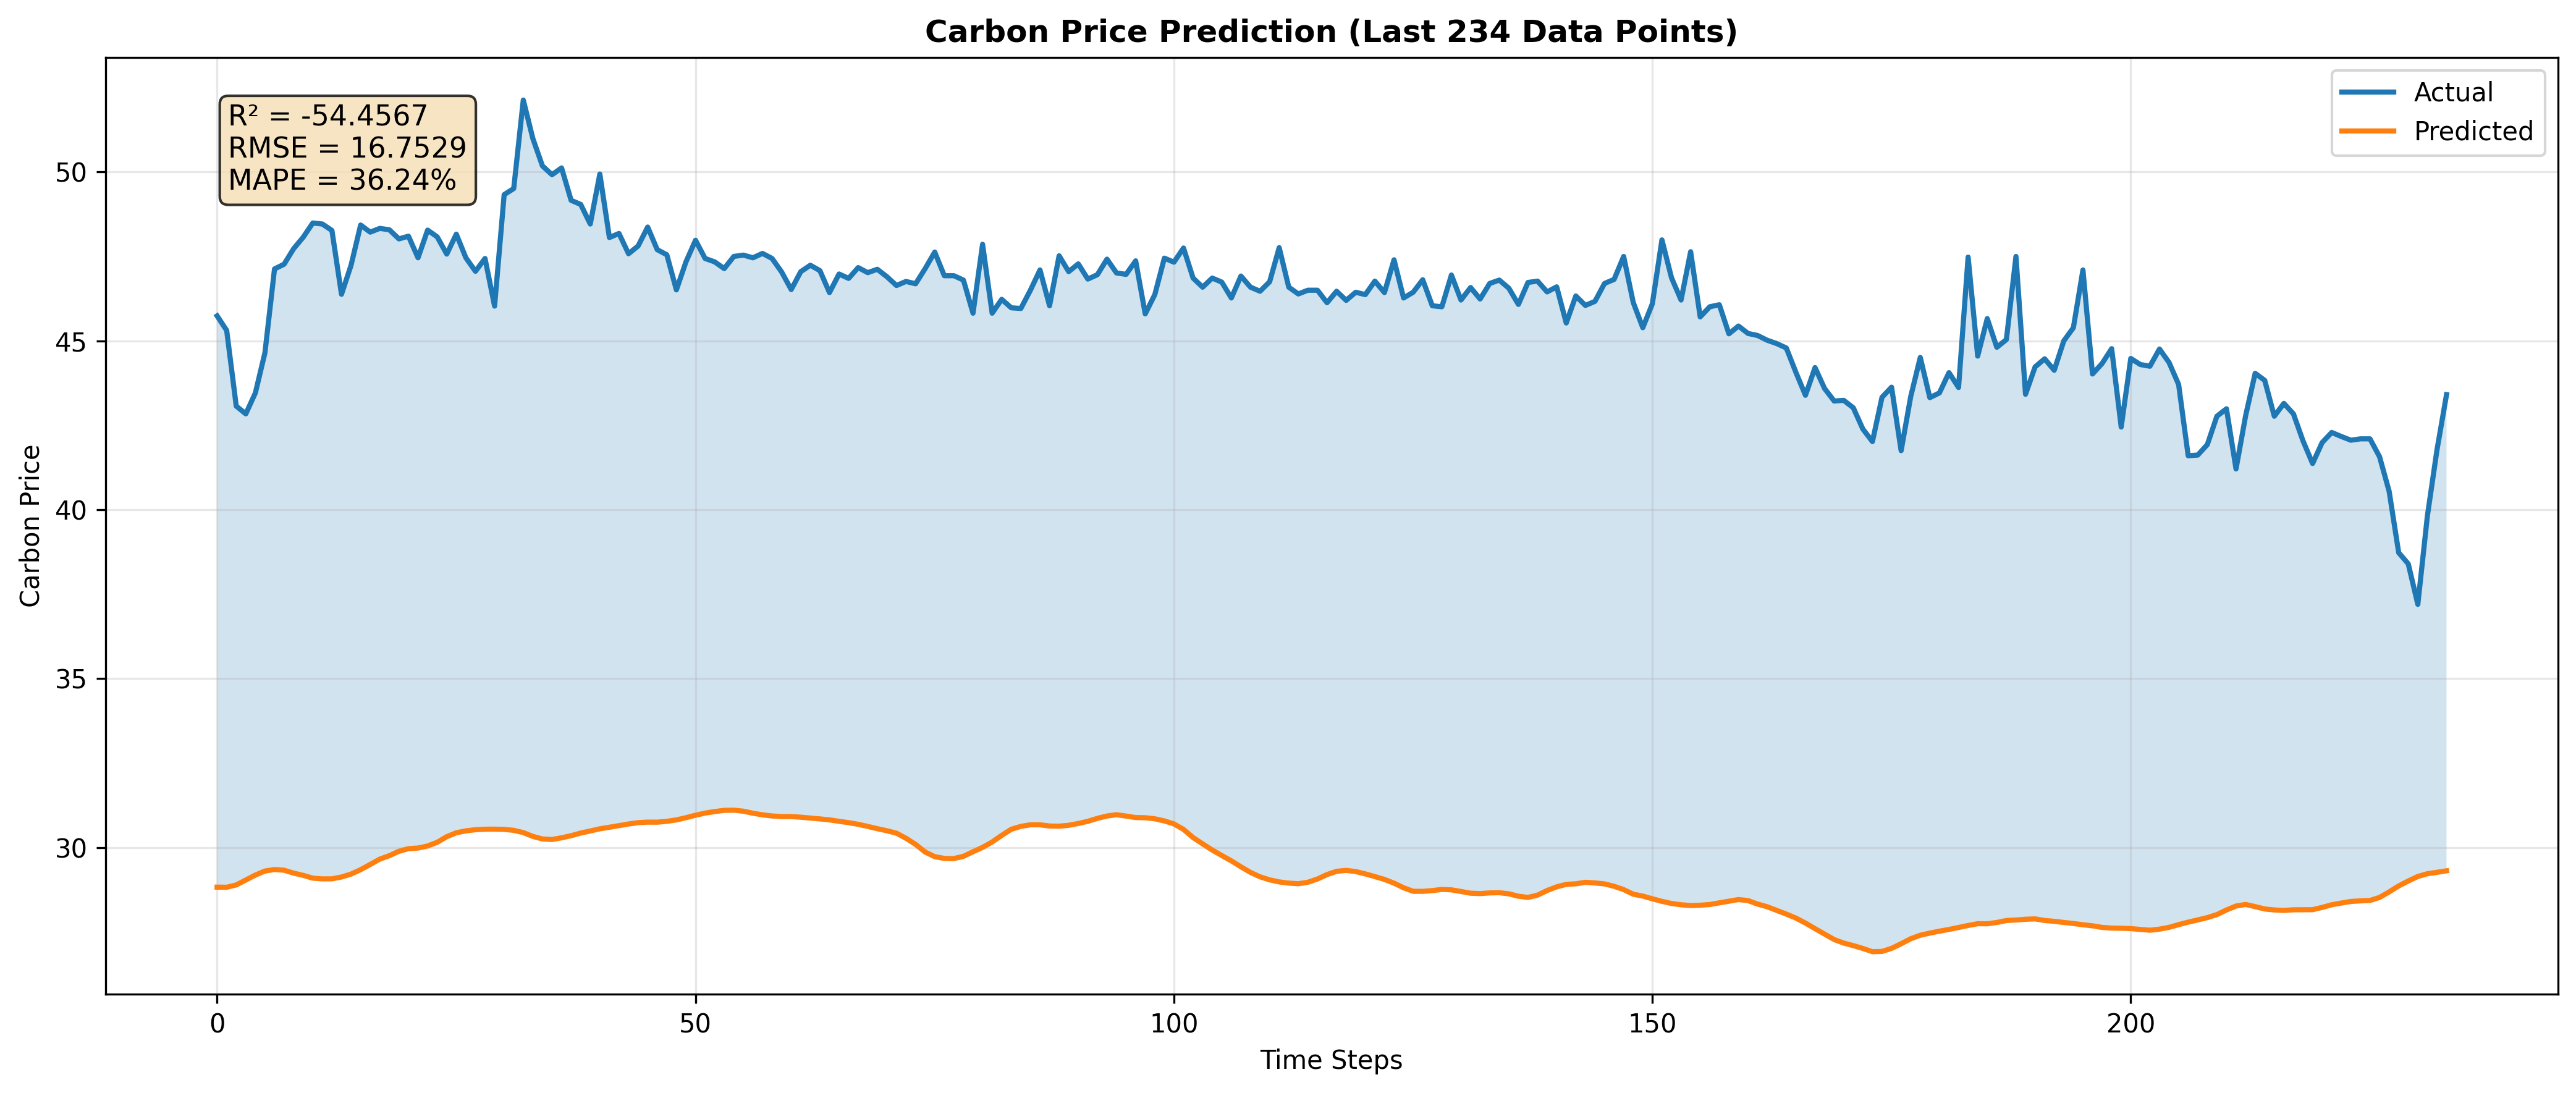 Carbon Price Prediction (Last 234 Data Points)
R² = -54.4567
RMSE = 16.7529
MAPE = 36.24%
Actual
Predicted
50
45
40
35
30
Carbon Price
0
50
100
150
200
Time Steps